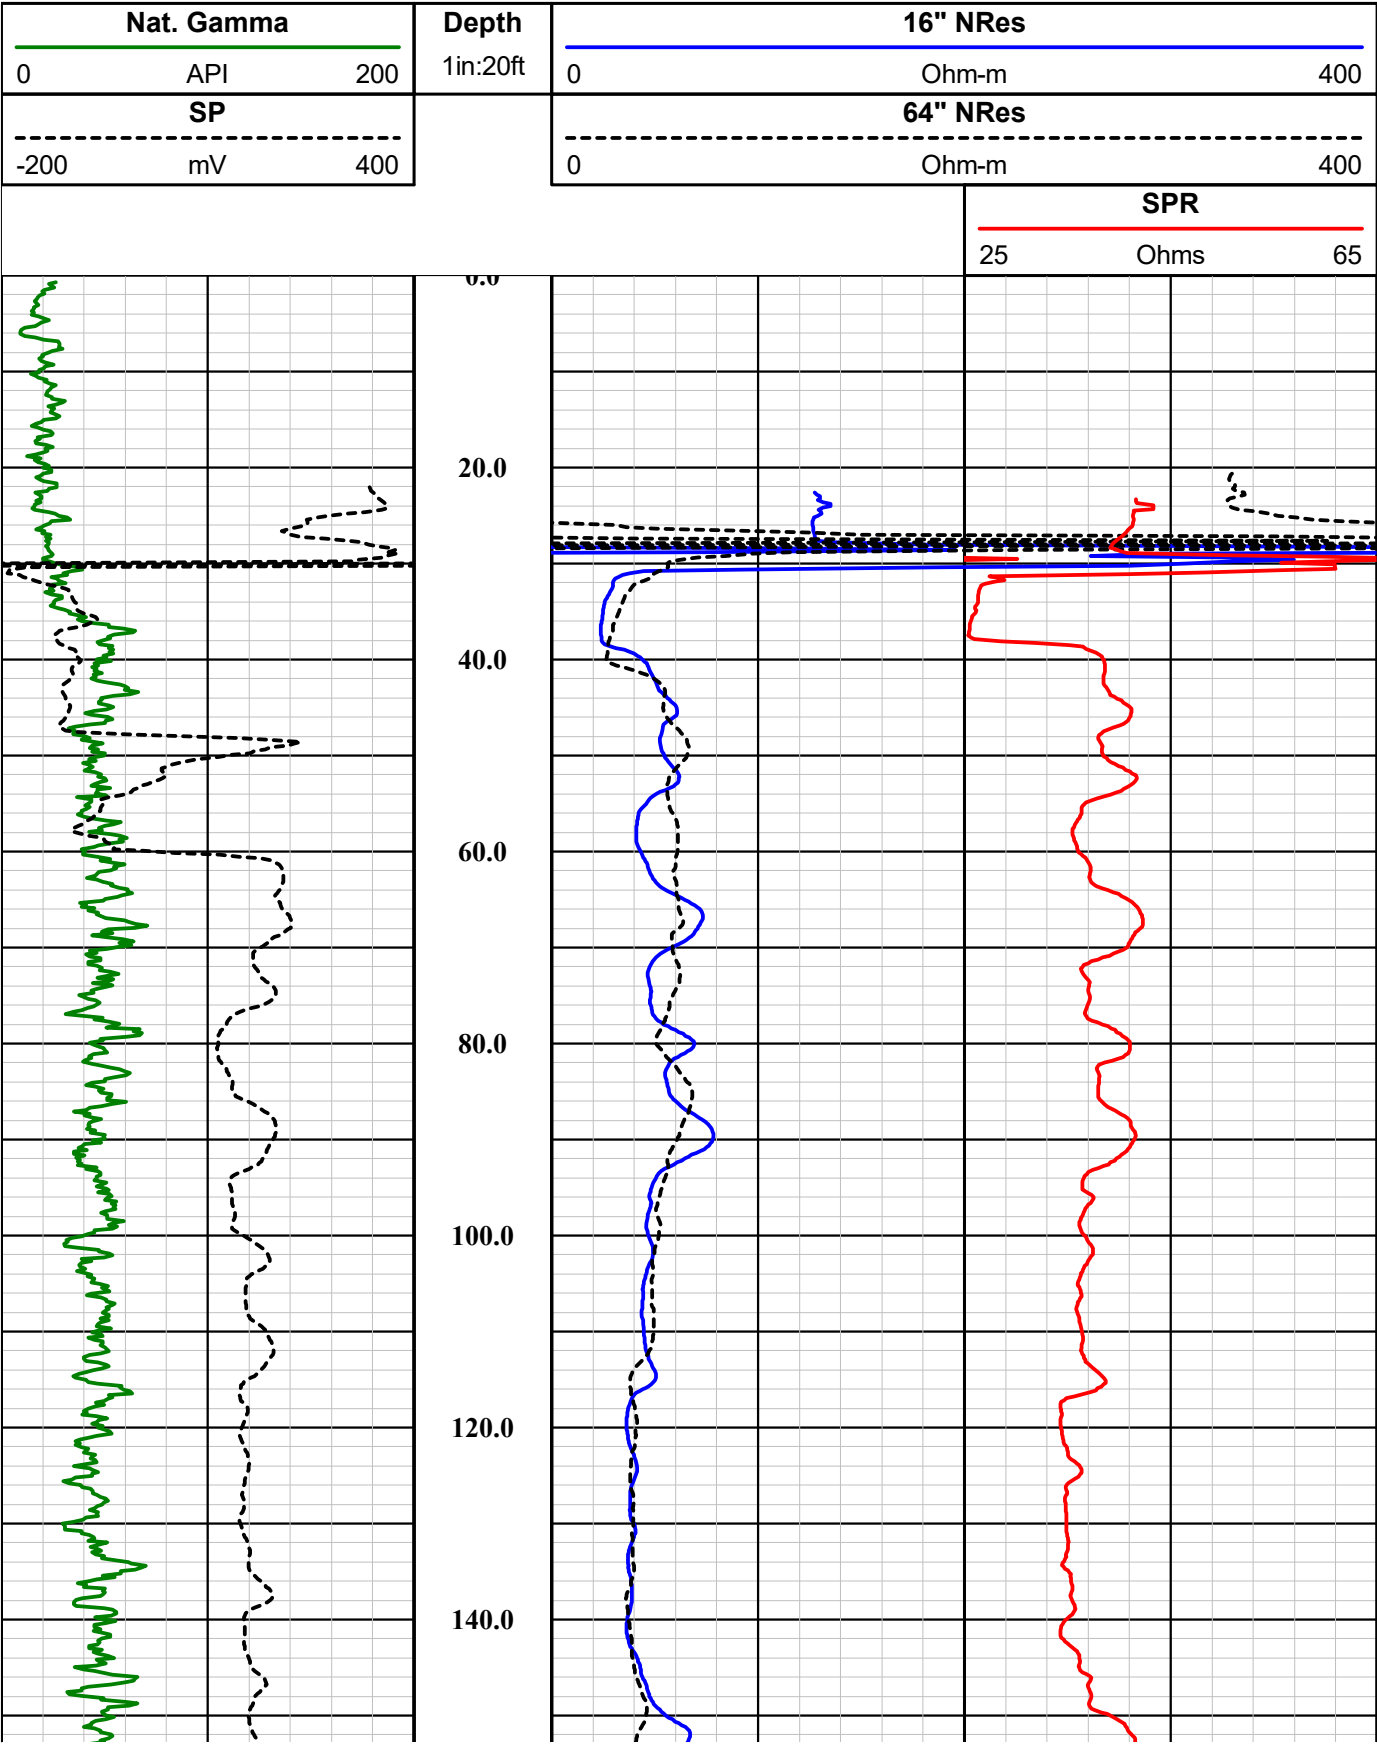 Nat. Gamma
0 API 200
SP
-200 mV 400
Depth
1in:20ft
16" NRes
0 Ohm-m 400
64" NRes
0 Ohm-m 400
SPR
25 Ohms 65
0.0
20.0
40.0
60.0
80.0
100.0
120.0
140.0